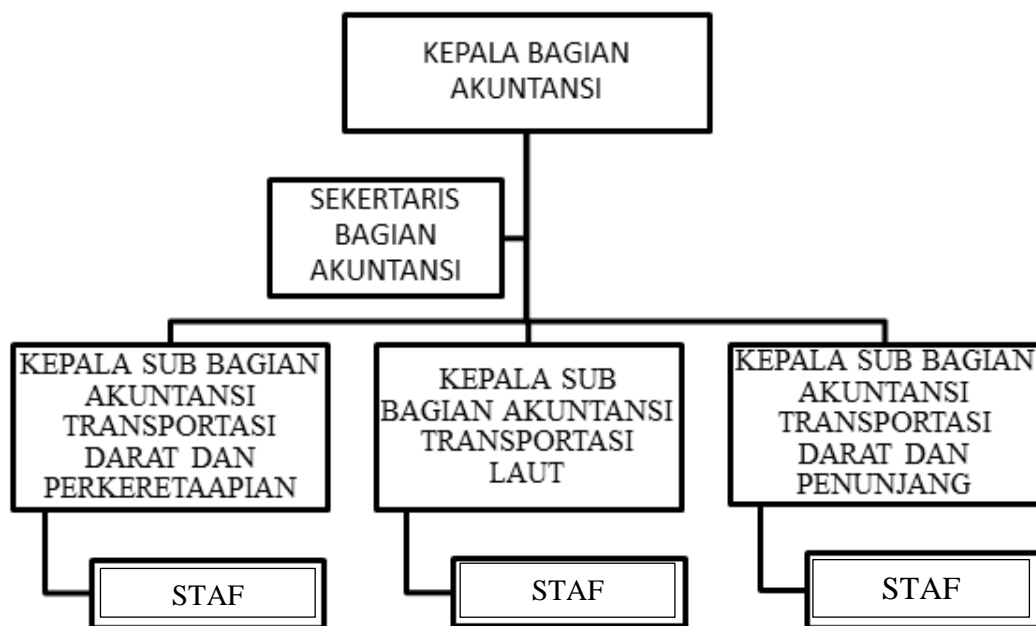 KEPALA BAGIAN
AKUNTANSI
SEKERTARIS
BAGIAN
AKUNTANSI
KEPALA SUB BAGIAN
AKUNTANSI
TRANSPORTASI
DARAT DAN
PERKERETAAPIAN
KEPALA SUB
BAGIAN AKUNTANSI
TRANSPORTASI
LAUT
KEPALA SUB BAGIAN
AKUNTANSI
TRANSPORTASI
DARAT DAN
PENUNJANG
STAF
STAF
STAF